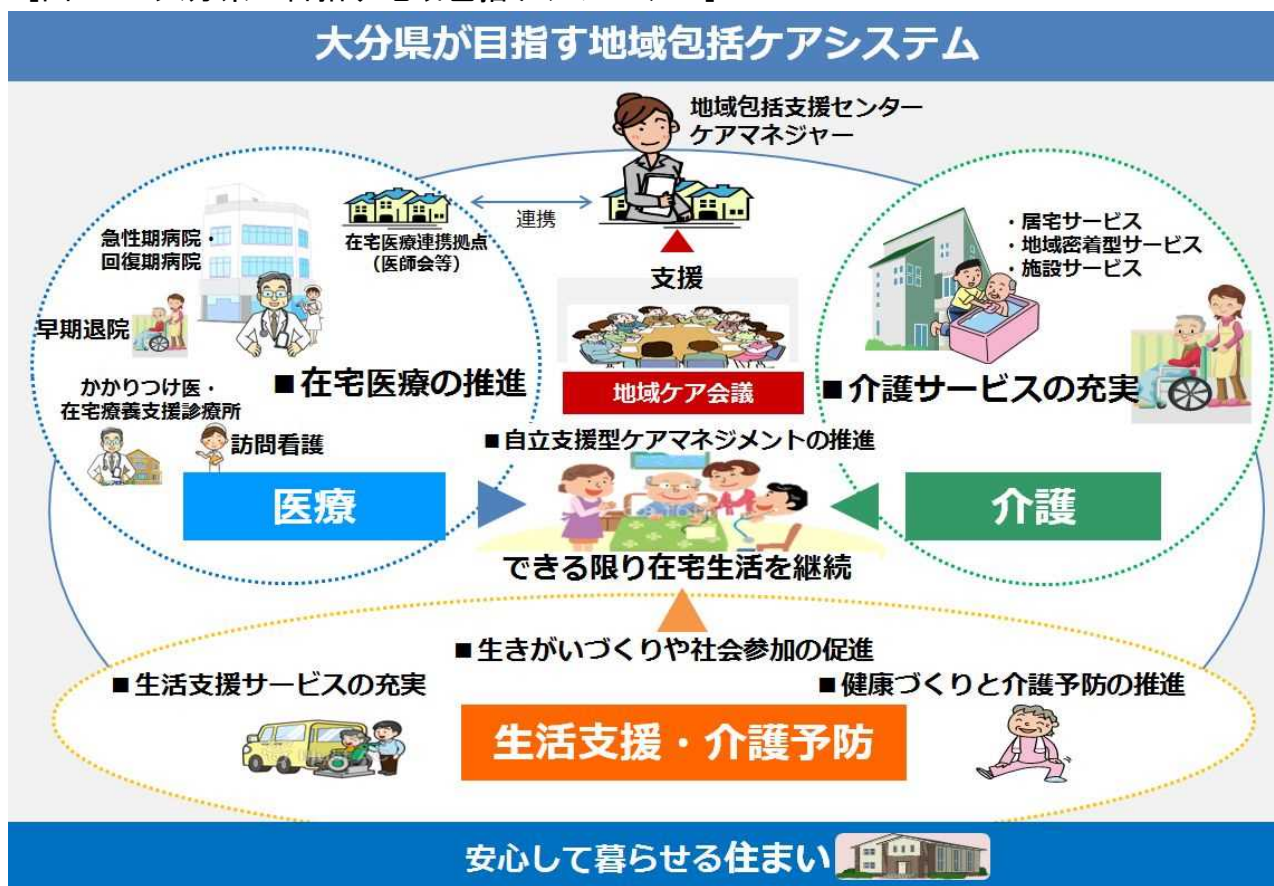 大分県が目指す地域包括ケアシステム
地域包括支援センター
ケアマネジャー
連携
在宅医療連携拠点
(医師会等)
急性期病院・
回復期病院
早期退院
かかりつけ医・
在宅療養支援診療所
訪問看護
■在宅医療の推進
医療
支援
地域ケア会議
■自立支援型ケアマネジメントの推進
できる限り在宅生活を継続
・居宅サービス
・地域密着型サービス
・施設サービス
■介護サービスの充実
介護
■生きがいづくりや社会参加の促進
■生活支援サービスの充実
■健康づくりと介護予防の推進
生活支援・介護予防
安心して暮らせる住まい